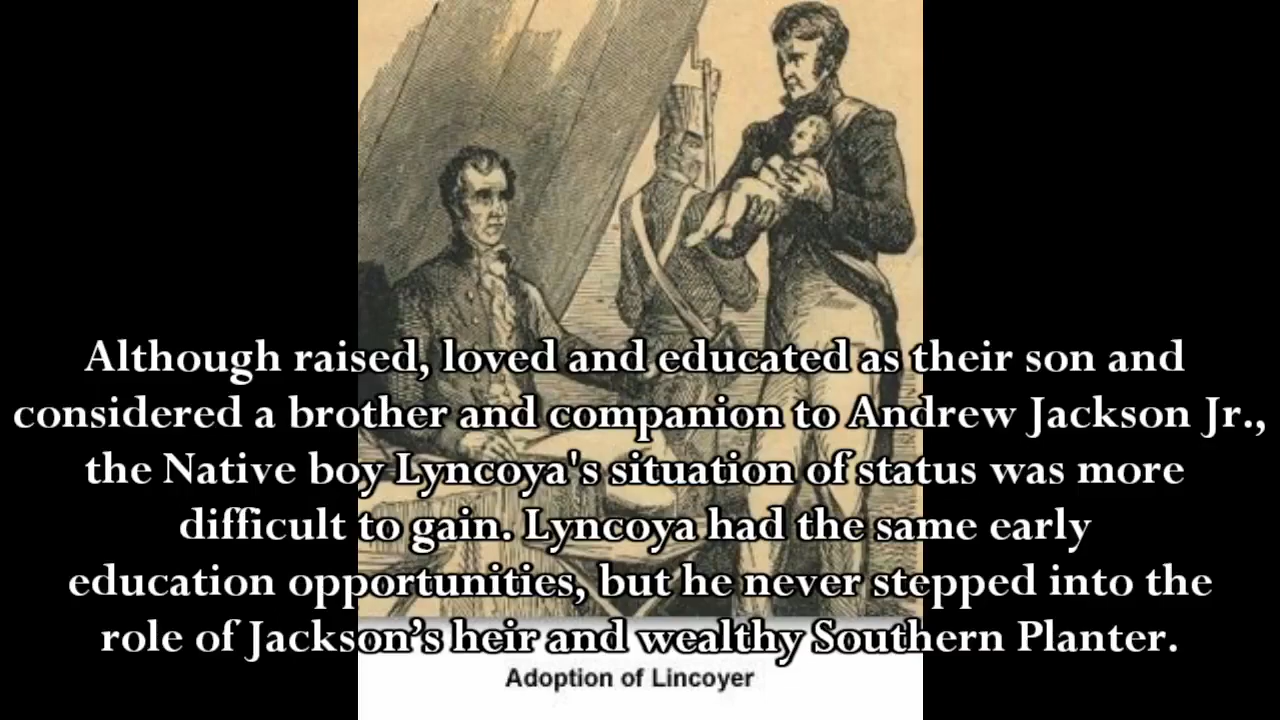 Although raised, loved and educated as their son and
considered a brother and companion to Andrew Jackson Jr.,
the Native boy Lyncoya's situation of status was more
difficult to gain. Lyncoya had the same early
education opportunities, but he never stepped into the
role of Jackson’s heir and wealthy Southern Planter.
Adoption of Lincoyer